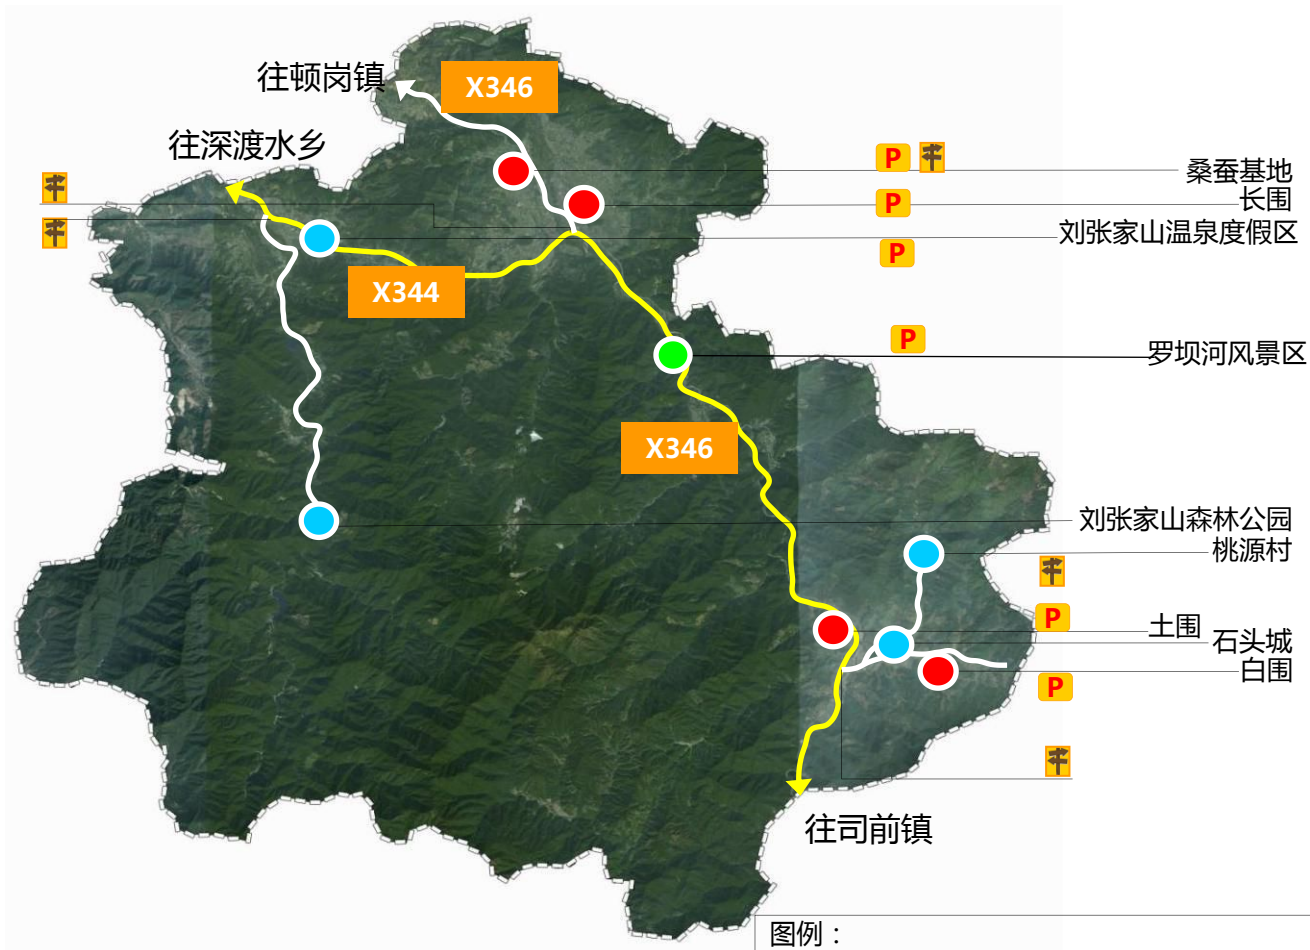 X346
往顿岗镇
往深渡水乡
P
桑蚕基地
P
长围
刘张家山温泉度假区
P
X344
P
罗坝河风景区
X346
刘张家山森林公园
桃源村
P
土围
石头城
白围
P
往司前镇
图例：